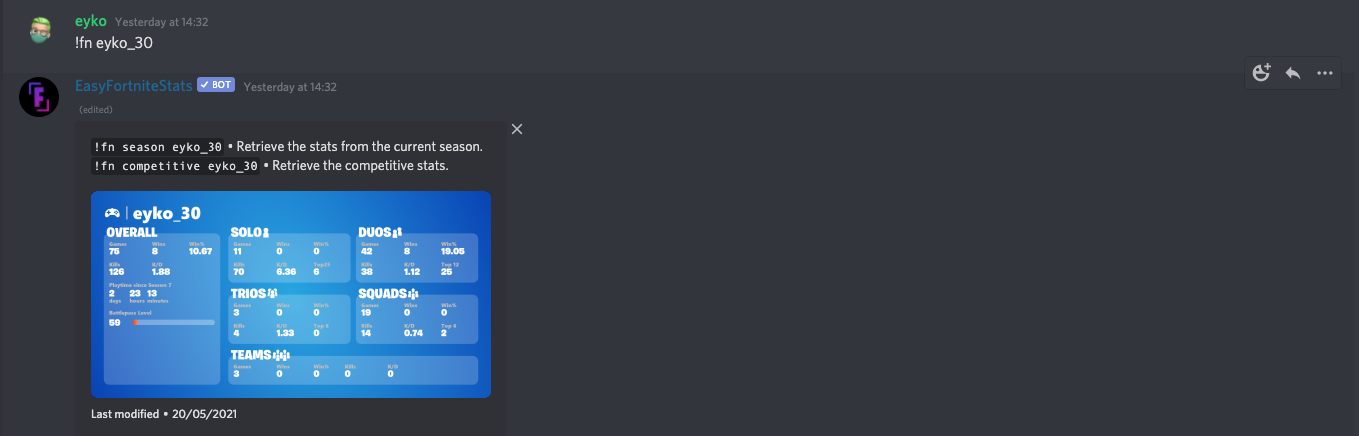 eyko Yesterday at 14:32
!fn eyko_30
EasyFortniteStats ✓ BOT Yesterday at 14:32
(edited)
!fn season eyko_30 • Retrieve the stats from the current season.
!fn competitive eyko_30 • Retrieve the competitive stats.
eyko_30
OVERALL
Games Wins Win%
75 8 10.67
Kills K/D
126 1.88
Playtime since Season 7
2 23 13
days hours minutes
Battlepass Level
59
SOLO
Games Wins Win%
11 0 0
Kills K/D Top25
70 6.36 6
DUOS
Games Wins Win%
42 8 19.05
Kills K/D Top 12
38 1.12 25
TRIOS
Games Wins Win%
3 0 0
Kills K/D Top 6
4 1.33 0
SQUADS
Games Wins Win%
19 0 0
Kills K/D Top 6
14 0.74 2
TEAMS
Games Wins Win% Kills K/D
3 0 0 0 0
Last modified • 20/05/2021